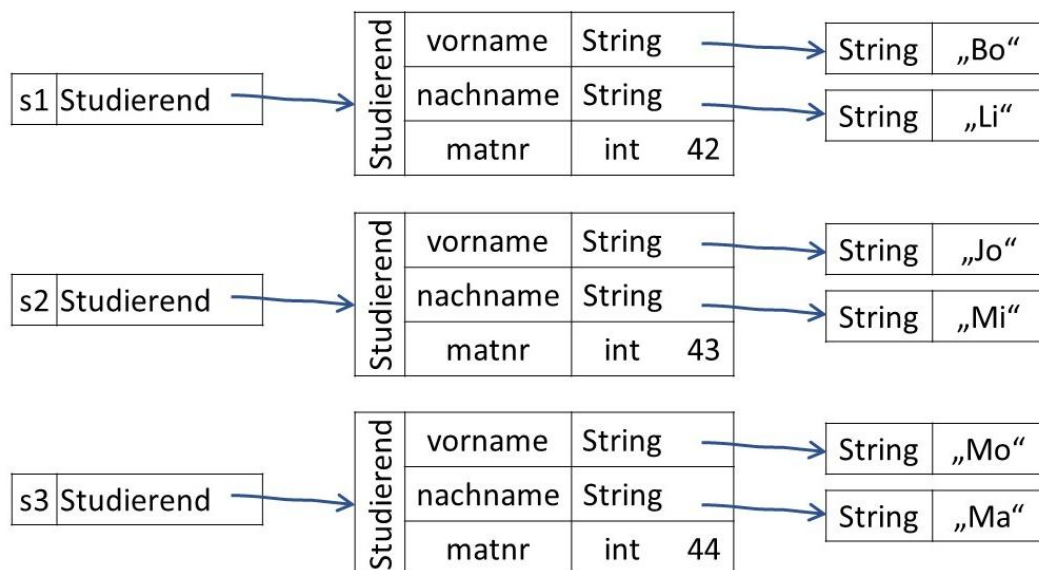 Studierend
vorname String
String „Bo“
s1 Studierend
nachname String
String „Li“
matnr int 42
Studierend
vorname String
String „Jo“
s2 Studierend
nachname String
String „Mi“
matnr int 43
Studierend
vorname String
String „Mo“
s3 Studierend
nachname String
String „Ma“
matnr int 44